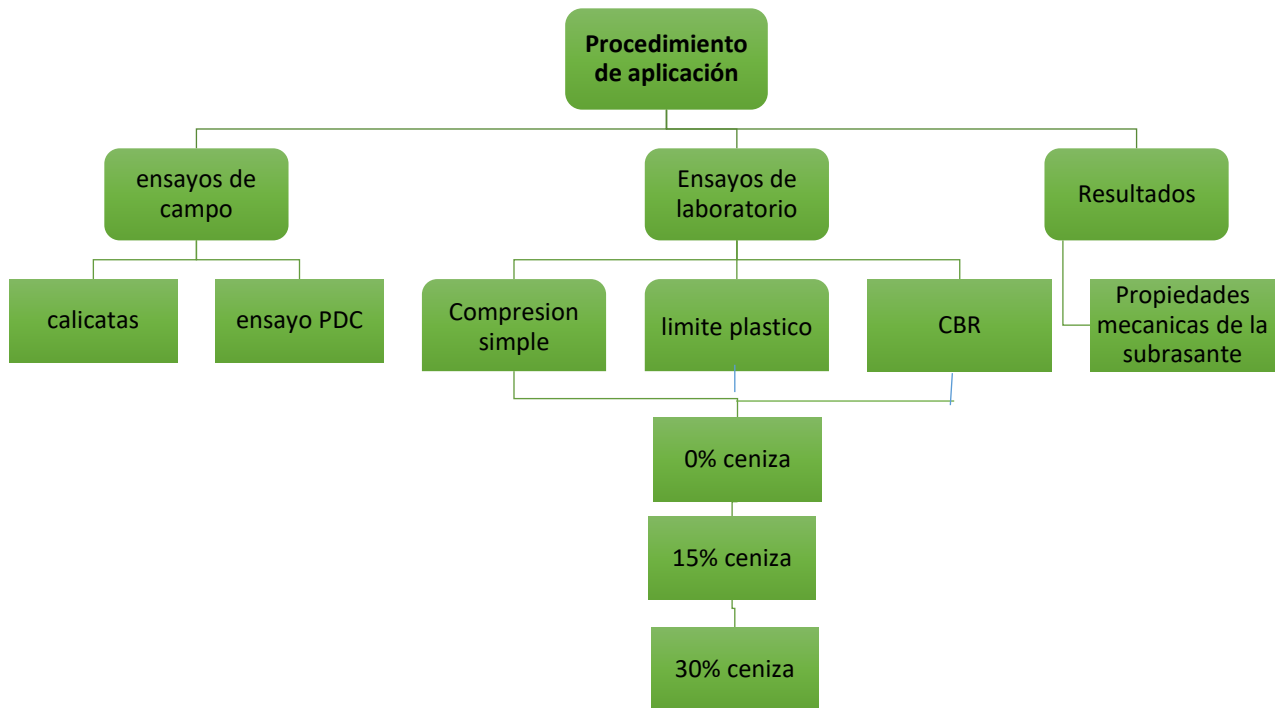 Procedimiento
de aplicación
ensayos de
campo
Ensayos de
laboratorio
Resultados
calicatas
ensayo PDC
Compresion
simple
limite plastico
CBR
Propiedades
mecanicas de la
subrasante
0% ceniza
15% ceniza
30% ceniza